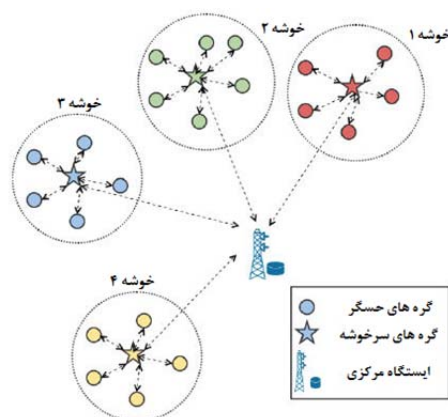 خوشه ۱
خوشه ۲
خوشه ۳
خوشه ۴
گره های حسگر
گره های سرخوشه
ایستگاه مرکزی